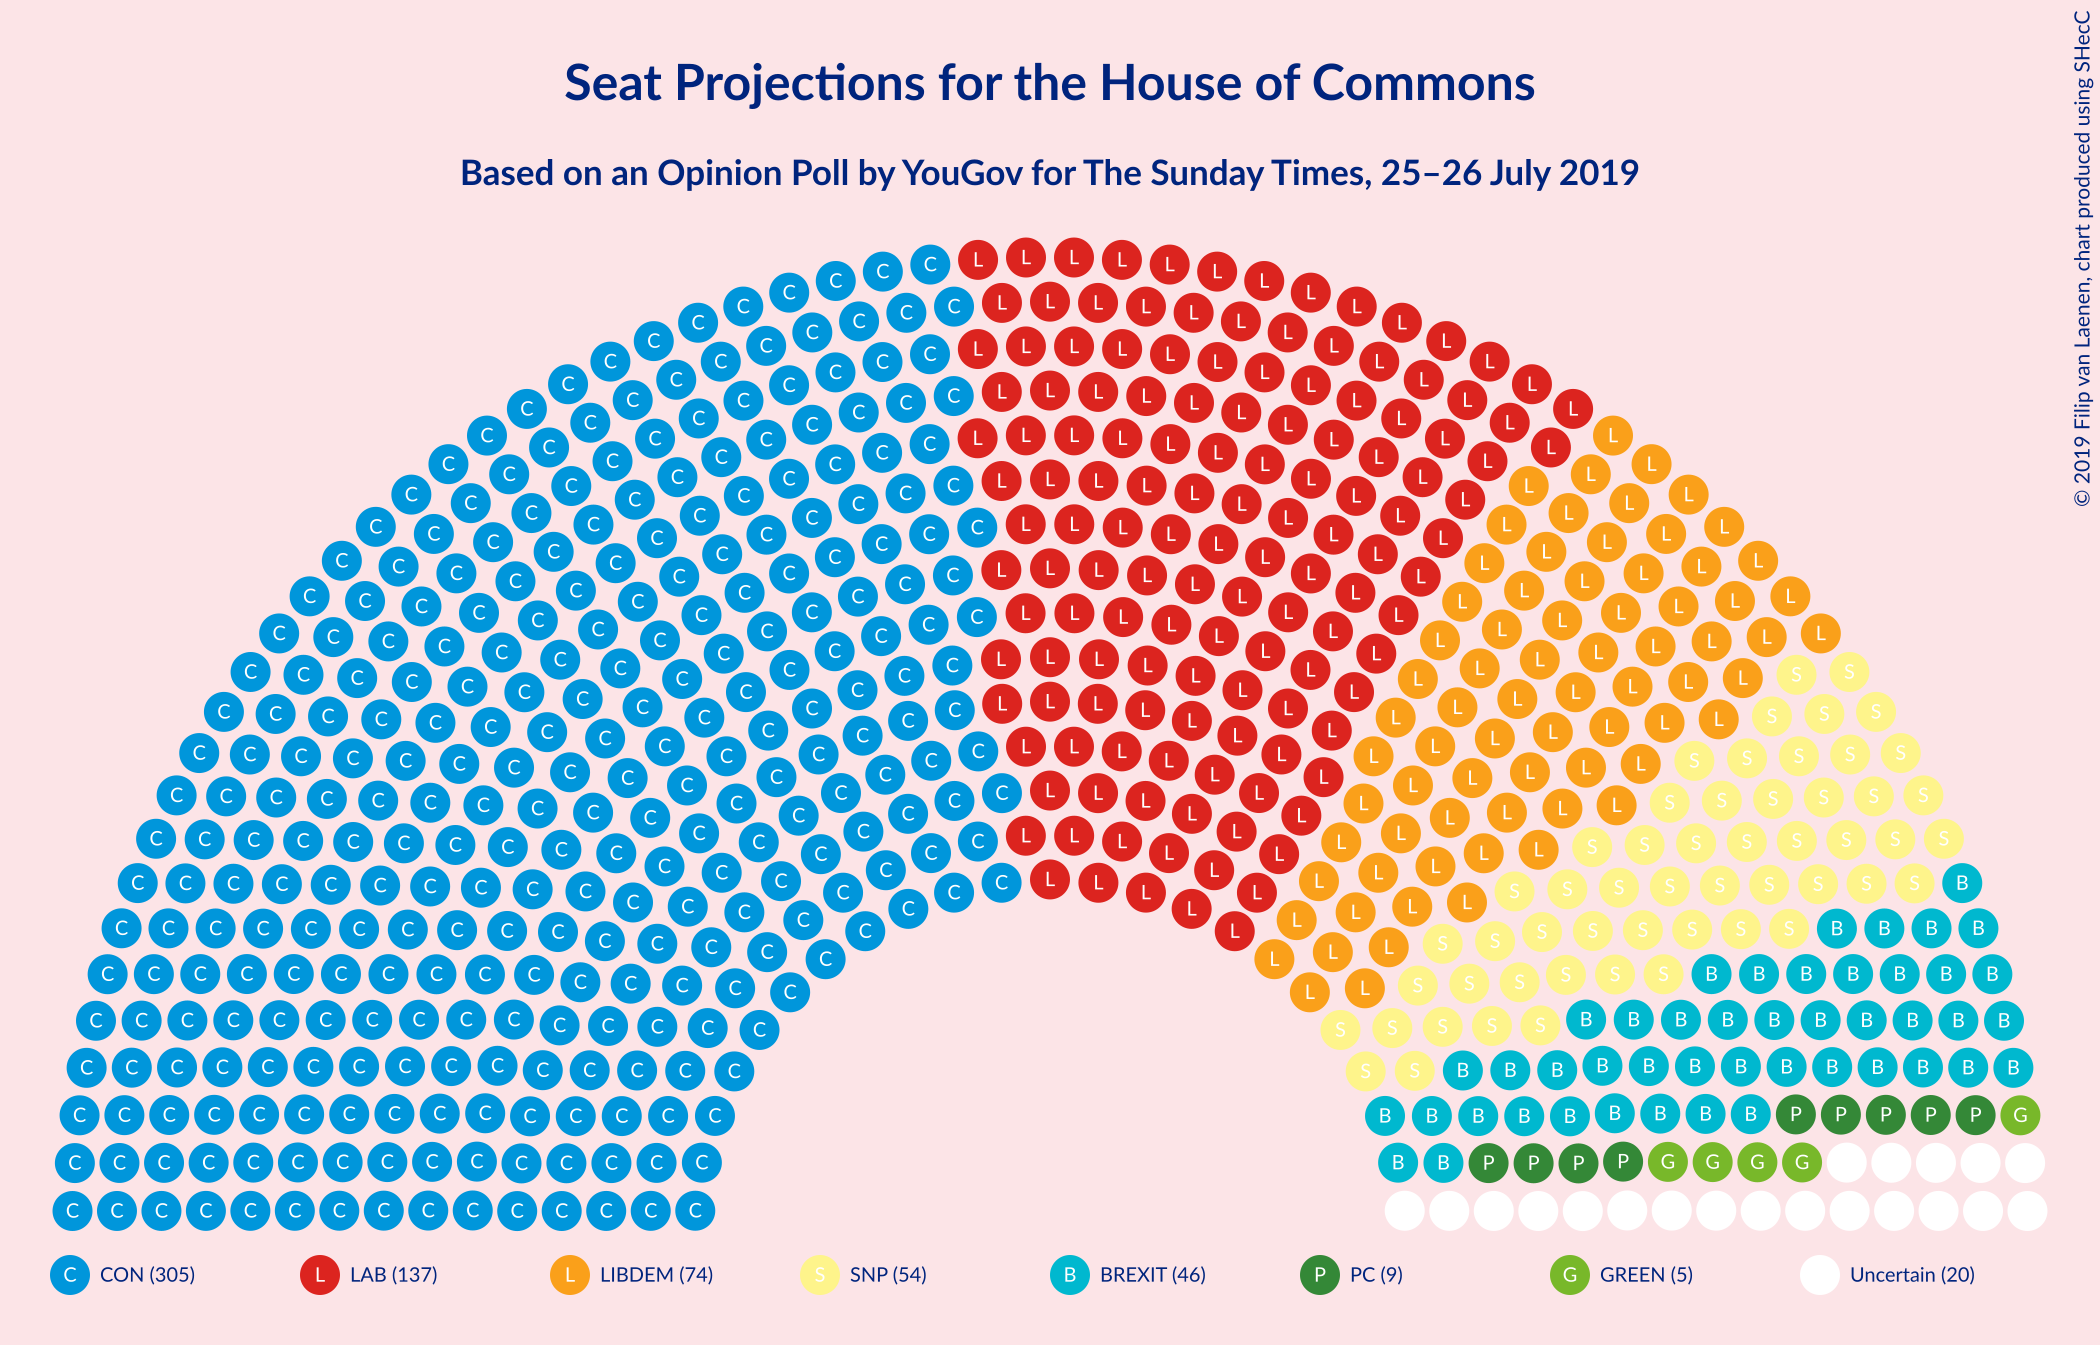 Seat Projections for the House of Commons
Based on an Opinion Poll by YouGov for The Sunday Times, 25–26 July 2019
© 2019 Filip van Laenen, chart produced using SHecC
C CON (305)
L LAB (137)
L LIBDEM (74)
S SNP (54)
B BREXIT (46)
P PC (9)
G GREEN (5)
Uncertain (20)